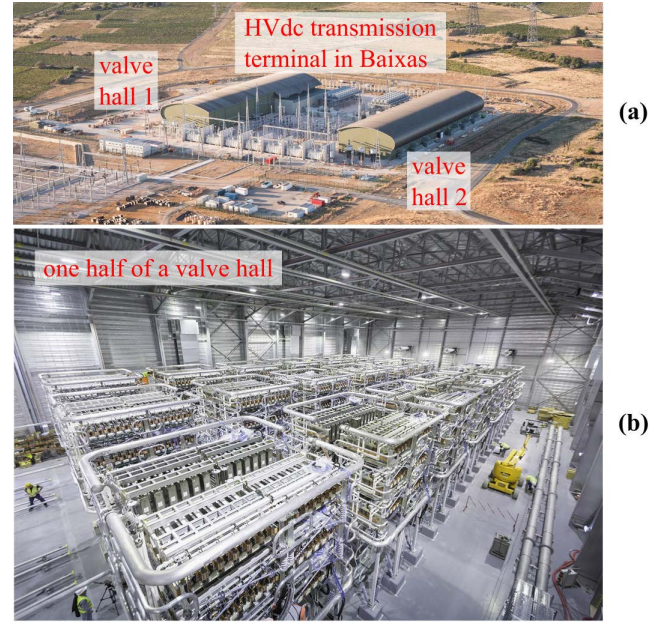 HVdc transmission
terminal in Baixas
valve
hall 1
(a)
valve
hall 2
one half of a valve hall
(b)